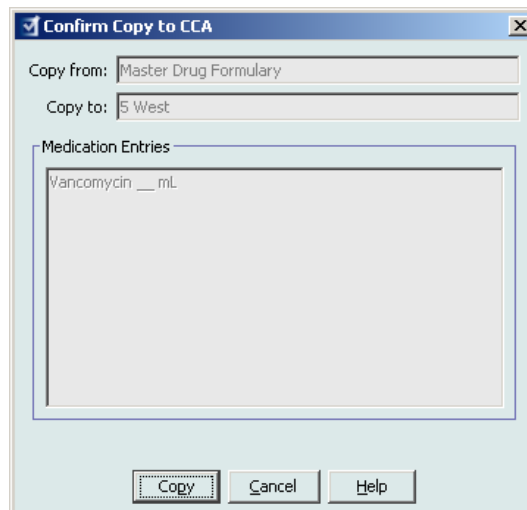 Confirm Copy to CCA
Copy from: Master Drug Formulary
Copy to: 5 West
Medication Entries
Vancomycin __ mL
Copy Cancel Help